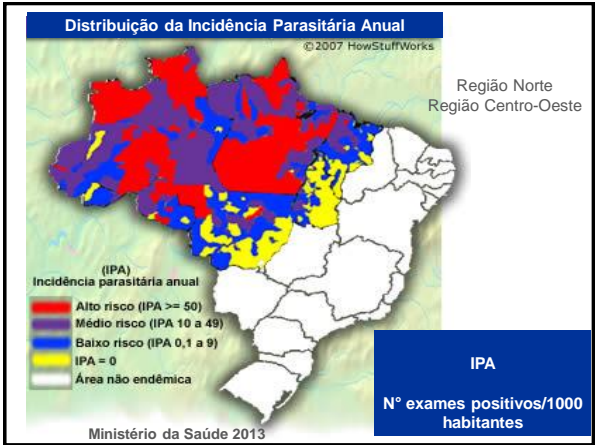 Distribuição da Incidência Parasitária Anual
©2007 HowStuffWorks
Região Norte
Região Centro-Oeste
(IPA)
Incidência parasitária anual
Alto risco (IPA >= 50)
Médio risco (IPA 10 a 49)
Baixo risco (IPA 0,1 a 9)
IPA = 0
Área não endêmica
IPA
N° exames positivos/1000
habitantes
Ministério da Saúde 2013